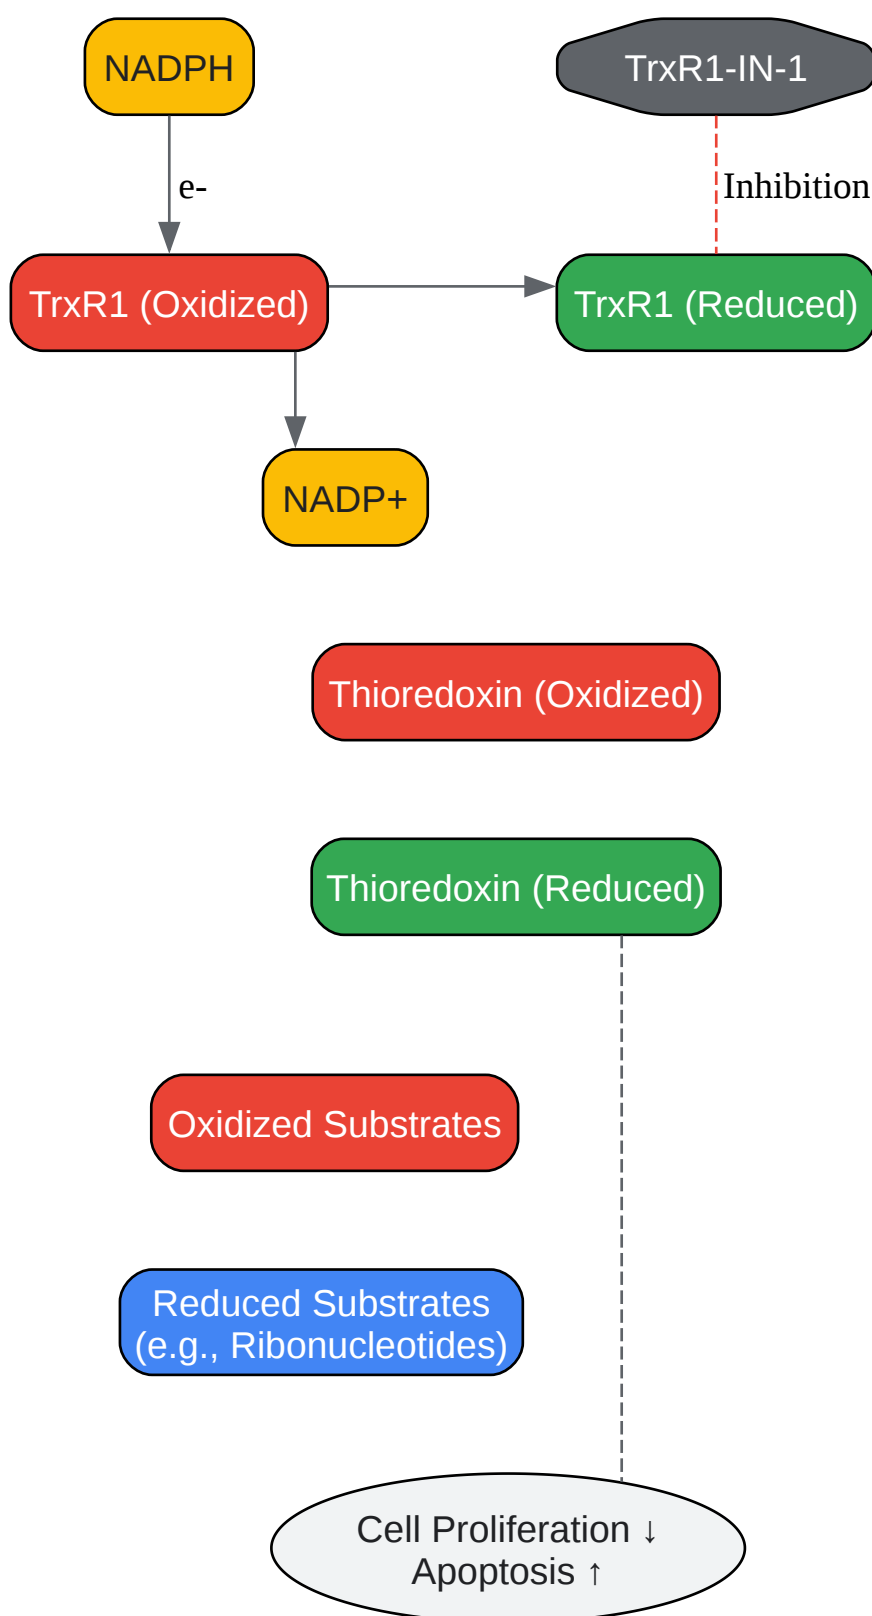 NADPH
TrxR1-IN-1
e-
Inhibition
TrxR1 (Oxidized)
TrxR1 (Reduced)
NADP+
Thioredoxin (Oxidized)
Thioredoxin (Reduced)
Oxidized Substrates
Reduced Substrates
(e.g., Ribonucleotides)
Cell Proliferation ↓
Apoptosis ↑